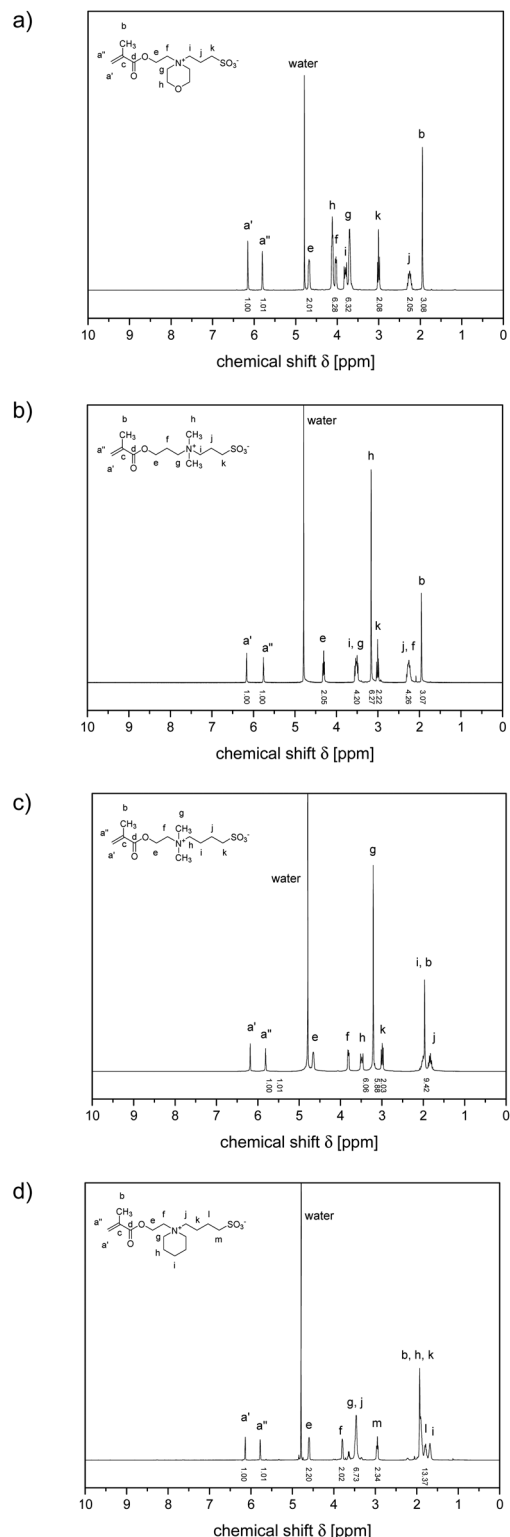 a)
b
CH₃
k
e
f
i
a"
d
O
N⁺
j
SO₃⁻
c
g
a'
O
h
O
water
b
h
g
k
a'
a"
f
e
i
j
1.00
1.01
2.01
6.28
6.32
2.08
2.05
3.08
10 9 8 7 6 5 4 3 2 1 0
chemical shift δ [ppm]
b)
h
b
CH₃
CH₃
f
j
a"
d
O
N⁺
i
SO₃⁻
c
e
g
CH₃
k
a'
O
water
h
b
k
a'
a"
e
i, g
j, f
1.00
1.00
2.05
4.20
6.27
2.22
4.26
3.07
10 9 8 7 6 5 4 3 2 1 0
chemical shift δ [ppm]
c)
g
b
CH₃
CH₃
f
j
a"
d
O
N⁺
h
SO₃⁻
c
e
CH₃
i
k
a'
O
water
g
i, b
a'
a"
e
f
h
k
j
1.00
1.01
6.06
5.88
2.03
9.42
10 9 8 7 6 5 4 3 2 1 0
chemical shift δ [ppm]
d)
b
CH₃
f
j
l
a"
d
O
e
N⁺
k
SO₃⁻
c
g
m
a'
O
h
i
water
b, h, k
g, j
a'
a"
e
f
m
l
i
1.00
1.01
2.20
2.02
6.73
2.34
13.37
10 9 8 7 6 5 4 3 2 1 0
chemical shift δ [ppm]